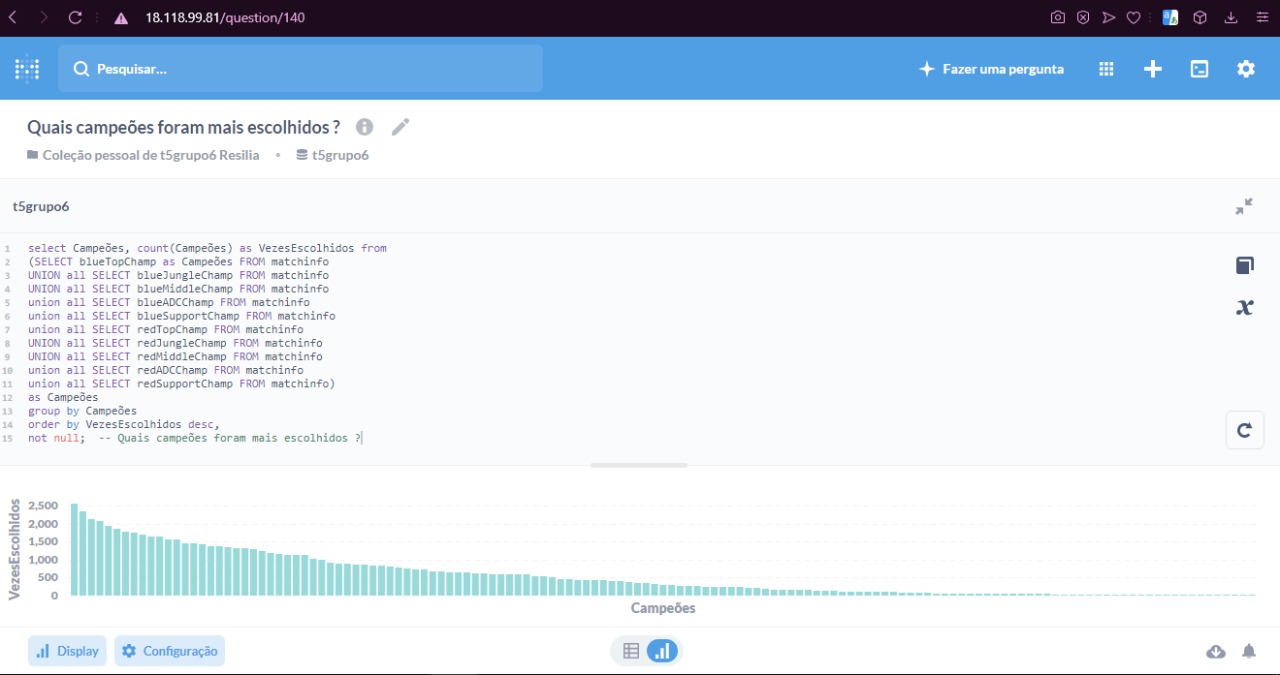 18.118.99.81/question/140
Pesquisar...
Fazer uma pergunta
Quais campeões foram mais escolhidos ?
Coleção pessoal de t5grupo6 Resilia • t5grupo6
t5grupo6
1 select Campeões, count(Campeões) as VezesEscolhidos from
2 (SELECT blueTopChamp as Campeões FROM matchinfo
3 UNION all SELECT blueJungleChamp FROM matchinfo
4 UNION all SELECT blueMiddleChamp FROM matchinfo
5 union all SELECT blueADCChamp FROM matchinfo
6 union all SELECT blueSupportChamp FROM matchinfo
7 union all SELECT redTopChamp FROM matchinfo
8 UNION all SELECT redJungleChamp FROM matchinfo
9 UNION all SELECT redMiddleChamp FROM matchinfo
10 union all SELECT redADCChamp FROM matchinfo
11 union all SELECT redSupportChamp FROM matchinfo)
12 as Campeões
13 group by Campeões
14 order by VezesEscolhidos desc,
15 not null;  -- Quais campeões foram mais escolhidos ?
x
VezesEscolhidos
2,500
2,000
1,500
1,000
500
0
Campeões
Display
Configuração